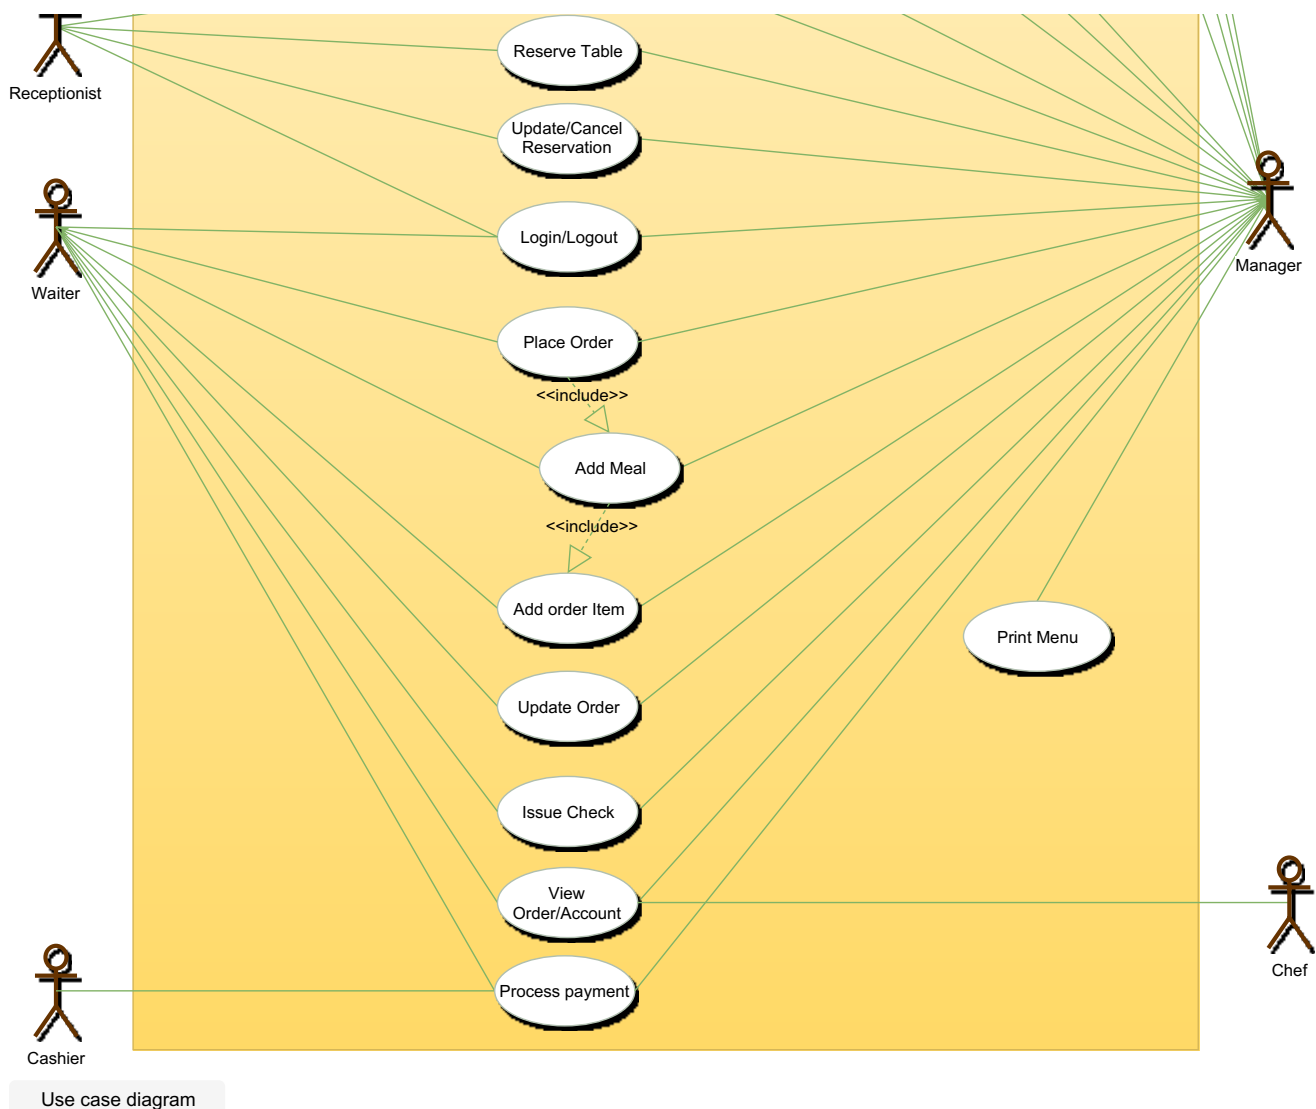 Reserve Table
Receptionist
Update/Cancel
Reservation
Login/Logout
Manager
Waiter
Place Order
<<include>>
Add Meal
<<include>>
Add order Item
Print Menu
Update Order
Issue Check
View
Order/Account
Chef
Process payment
Cashier
Use case diagram